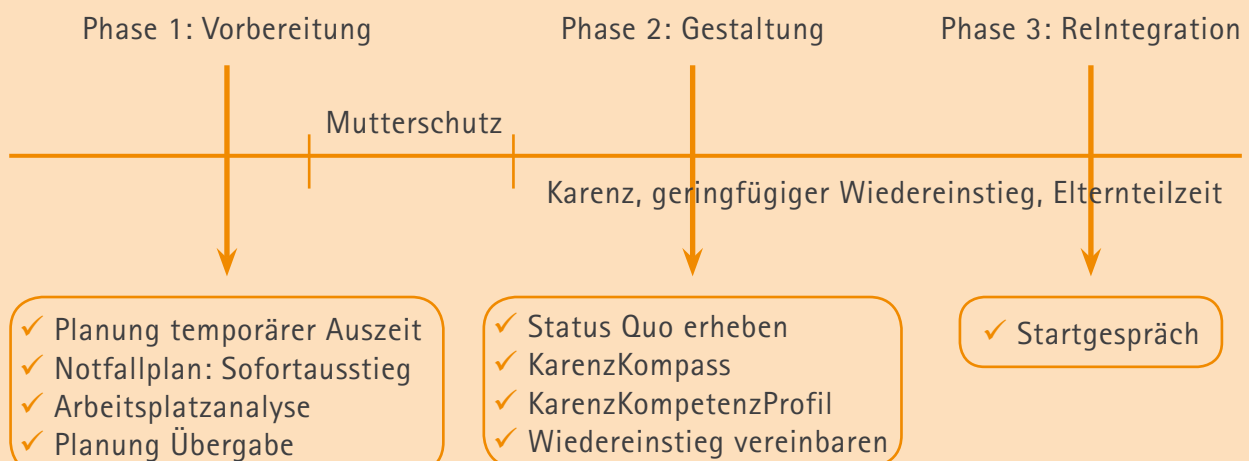 Phase 1: Vorbereitung
Phase 2: Gestaltung
Phase 3: ReIntegration
Mutterschutz
Karenz, geringfügiger Wiedereinstieg, Elternteilzeit
✓ Planung temporärer Auszeit
✓ Notfallplan: Sofortausstieg
✓ Arbeitsplatzanalyse
✓ Planung Übergabe
✓ Status Quo erheben
✓ KarenzKompass
✓ KarenzKompetenzProfil
✓ Wiedereinstieg vereinbaren
✓ Startgespräch